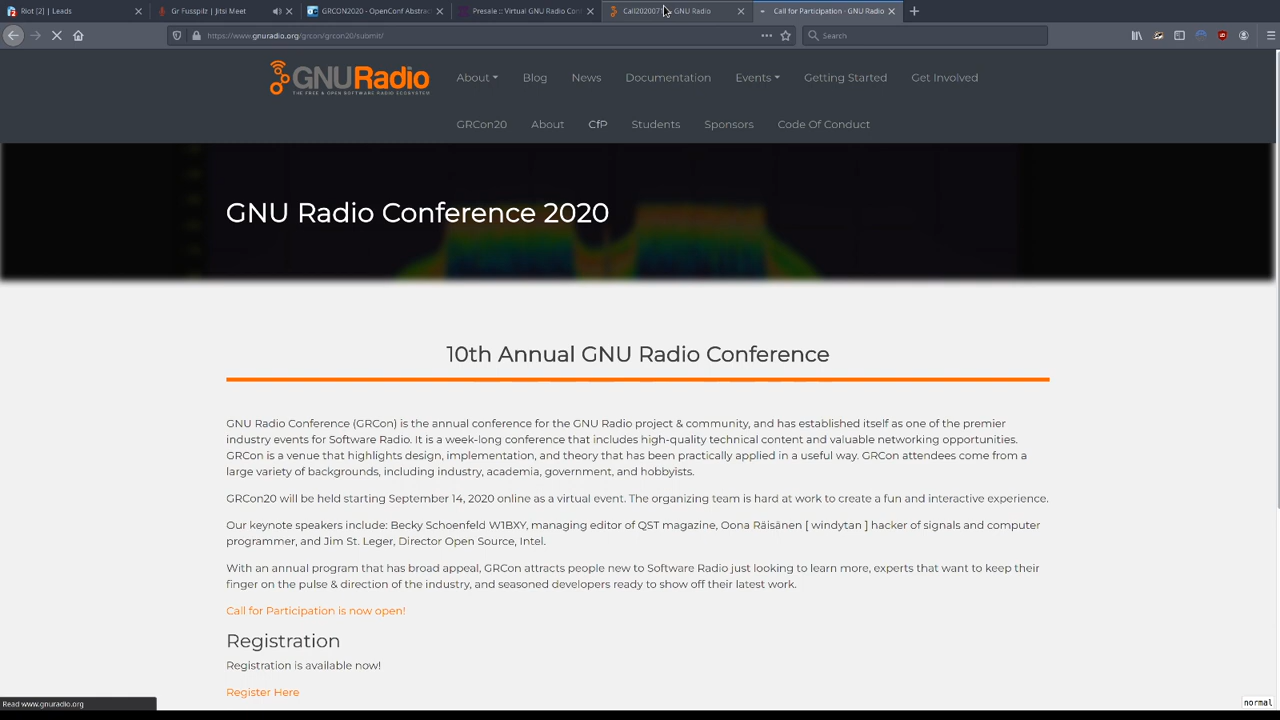 Riot [2] | Leads
Gr Fusspilz | Jitsi Meet
GRCON2020 - OpenConf Abstrac
Presale :: Virtual GNU Radio Con
GNU Radio
Call for Participation - GNU Radio
https://www.gnuradio.org/grcon/grcon20/submit/
Search
GNURadio
THE FREE & OPEN SOFTWARE RADIO ECOSYSTEM
About Blog News Documentation Events Getting Started Get Involved
GRCon20 About CfP Students Sponsors Code Of Conduct
GNU Radio Conference 2020
10th Annual GNU Radio Conference
GNU Radio Conference (GRCon) is the annual conference for the GNU Radio project & community, and has established itself as one of the premier
industry events for Software Radio. It is a week-long conference that includes high-quality technical content and valuable networking opportunities.
GRCon is a venue that highlights design, implementation, and theory that has been practically applied in a useful way. GRCon attendees come from a
large variety of backgrounds, including industry, academia, government, and hobbyists.
GRCon20 will be held starting September 14, 2020 online as a virtual event. The organizing team is hard at work to create a fun and interactive experience.
Our keynote speakers include: Becky Schoenfeld W1BXY, managing editor of QST magazine, Oona Räisänen [ windytan ] hacker of signals and computer
programmer, and Jim St. Leger, Director Open Source, Intel.
With an annual program that has broad appeal, GRCon attracts people new to Software Radio just looking to learn more, experts that want to keep their
finger on the pulse & direction of the industry, and seasoned developers ready to show off their latest work.
Call for Participation is now open!
Registration
Registration is available now!
Register Here
Read www.gnuradio.org
normal